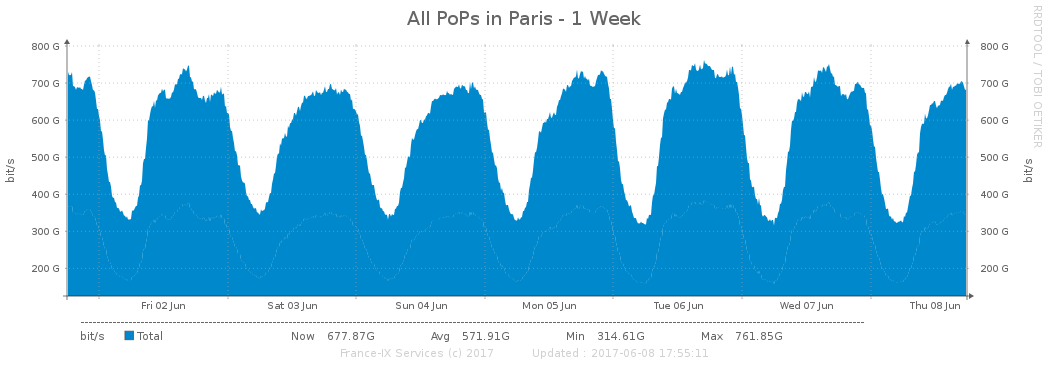 All PoPs in Paris - 1 Week
RRDTOOL / TOBI OETIKER
800 G 800 G
700 G 700 G
600 G 600 G
500 G 500 G
bit/s bit/s
400 G 400 G
300 G 300 G
200 G 200 G
Fri 02 Jun Sat 03 Jun Sun 04 Jun Mon 05 Jun Tue 06 Jun Wed 07 Jun Thu 08 Jun
bit/s Total Now 677.87G Avg 571.91G Min 314.61G Max 761.85G
France-IX Services (c) 2017 Updated : 2017-06-08 17:55:11